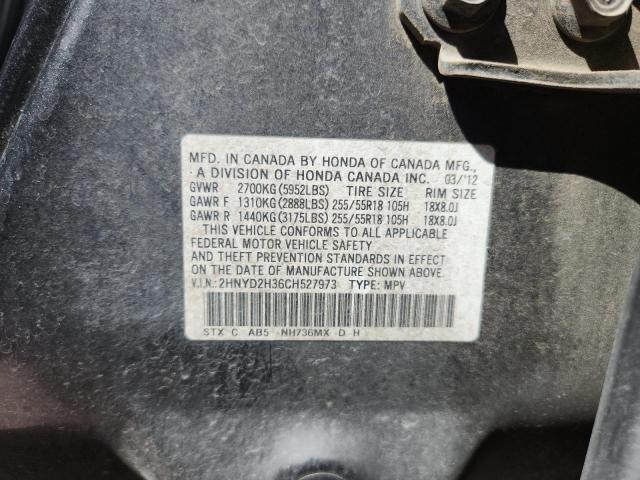 MFD. IN CANADA BY HONDA OF CANADA MFG.,
A DIVISION OF HONDA CANADA INC. 03/'12
GVWR 2700KG(5952LBS) TIRE SIZE RIM SIZE
GAWR F 1310KG(2888LBS) 255/55R18 105H 18X8.0J
GAWR R 1440KG(3175LBS) 255/55R18 105H 18X8.0J
THIS VEHICLE CONFORMS TO ALL APPLICABLE
FEDERAL MOTOR VEHICLE SAFETY
AND THEFT PREVENTION STANDARDS IN EFFECT
ON THE DATE OF MANUFACTURE SHOWN ABOVE.
V.I.N.: 2HNYD2H36CH527973 TYPE: MPV
STX C AB5 NH736MX D H